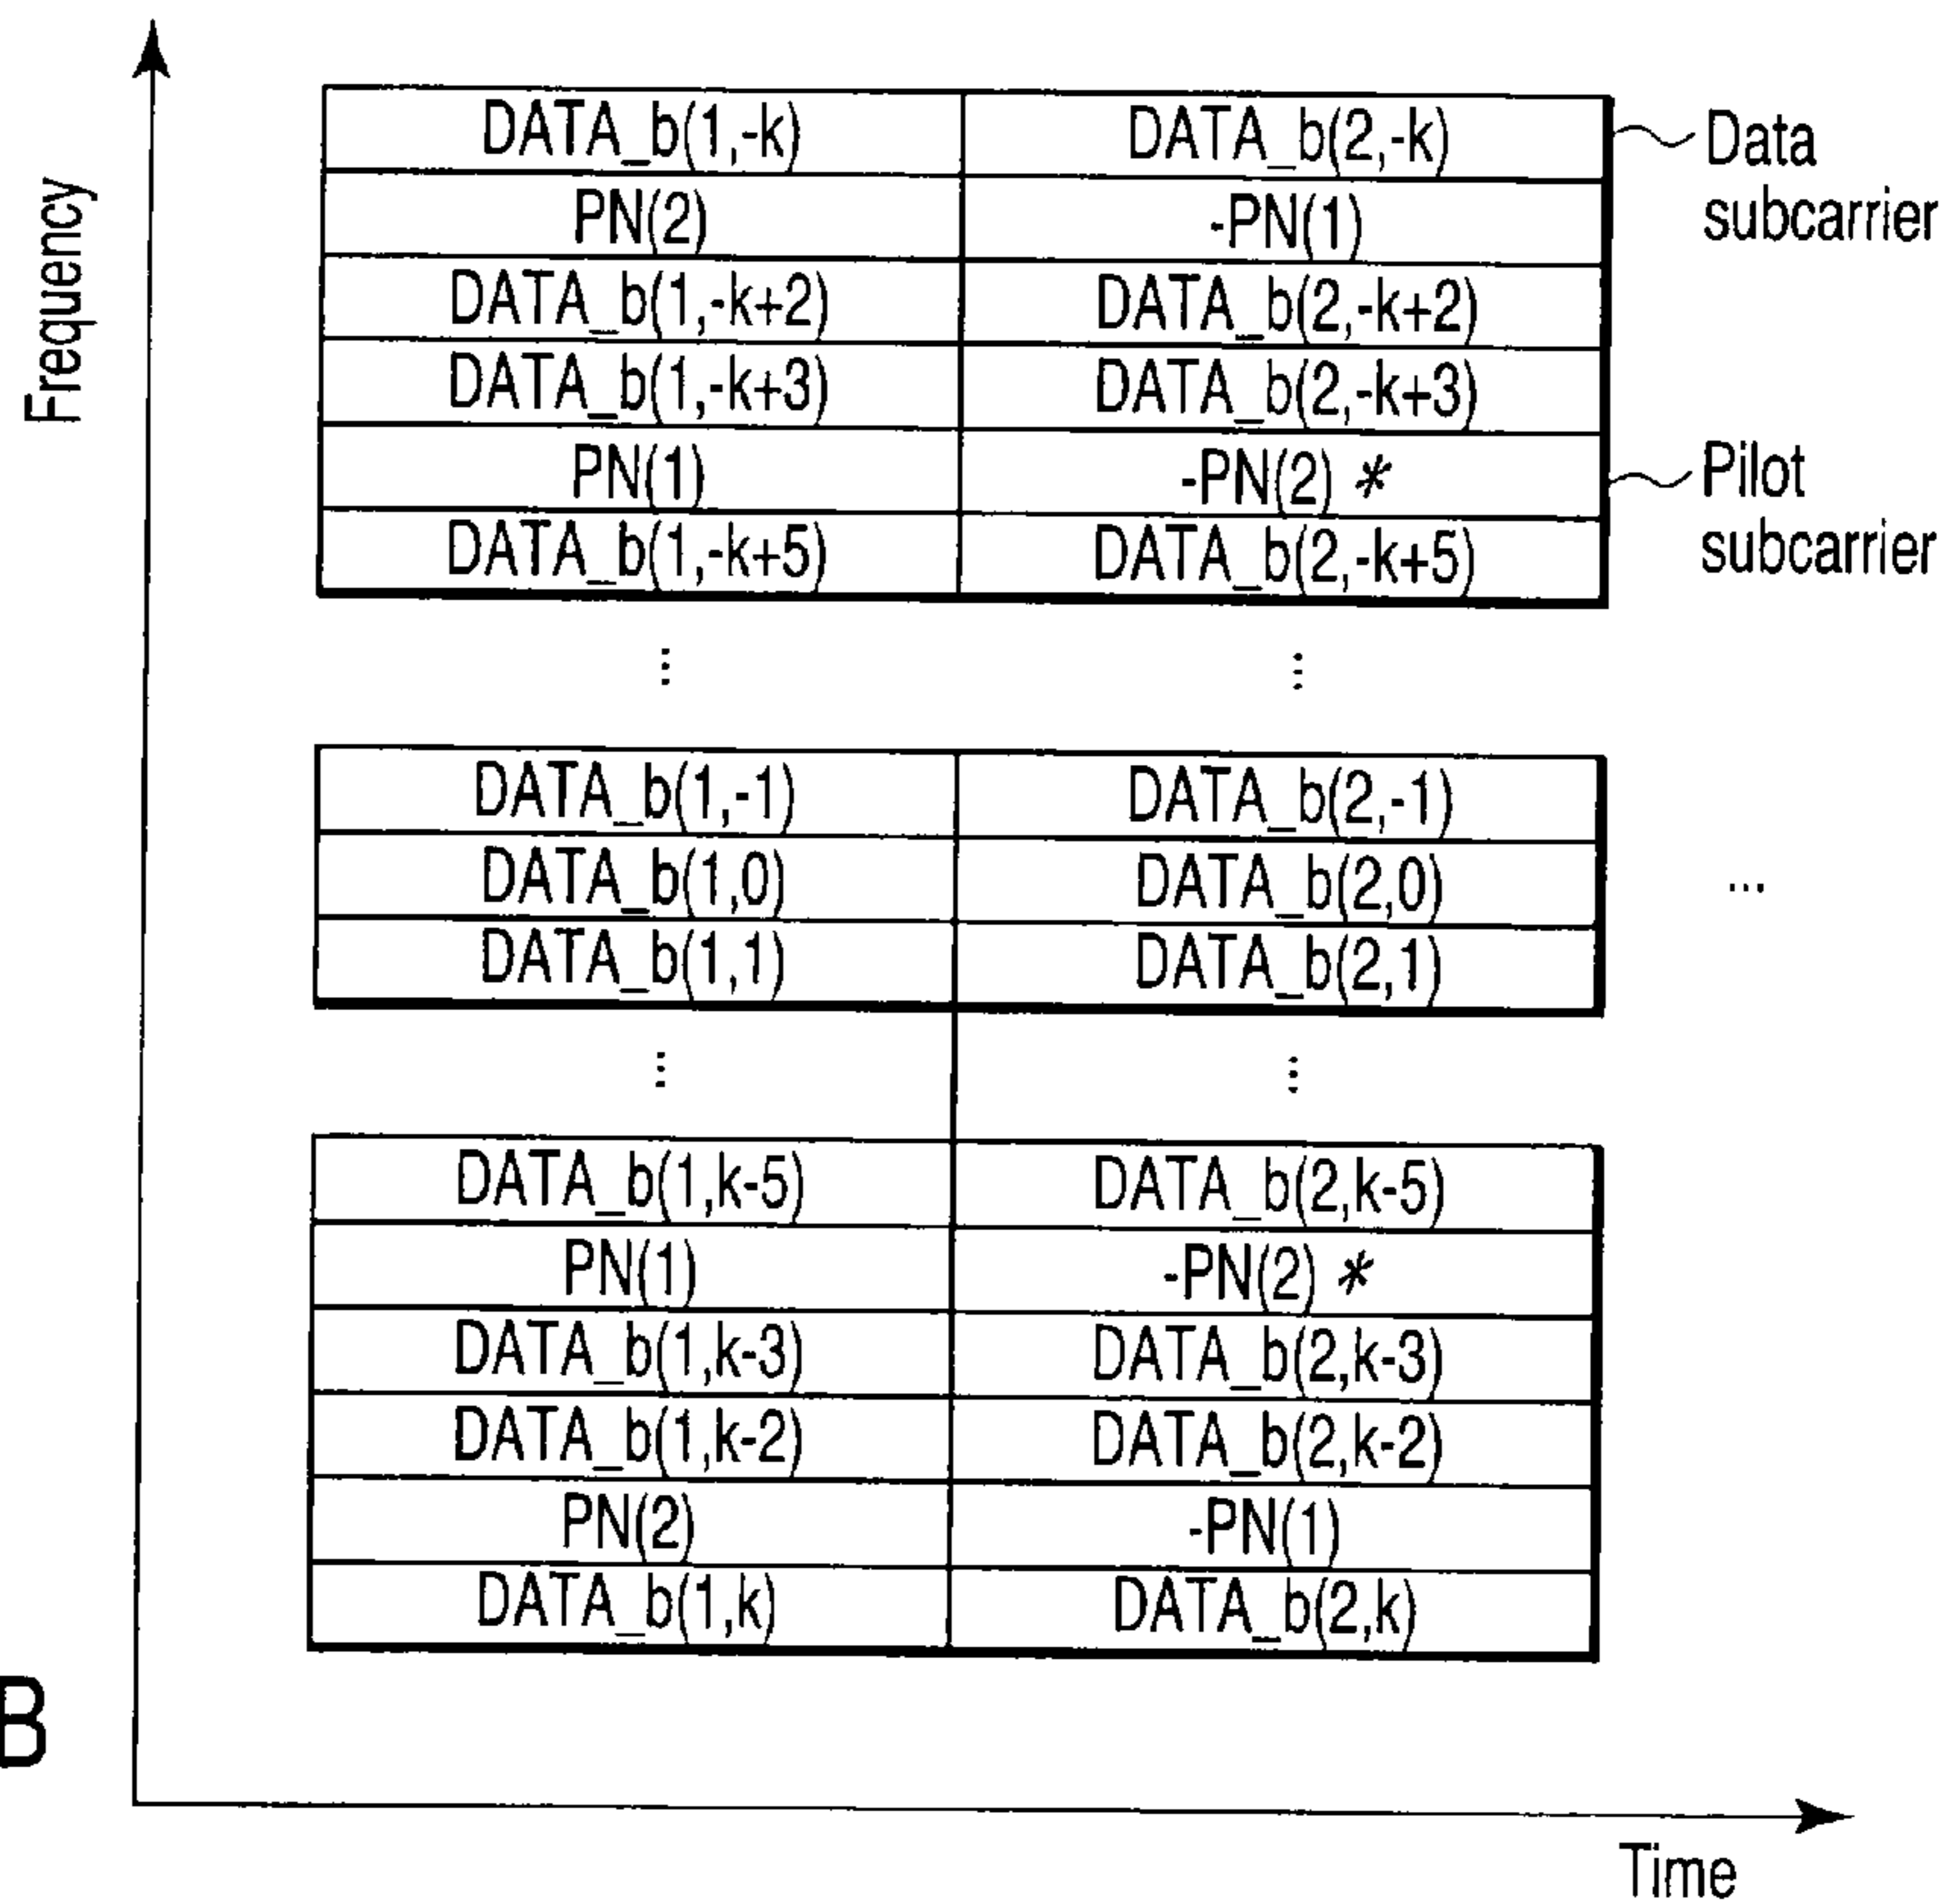 Frequency
DATA_b(1,-k) DATA_b(2,-k)
Data
subcarrier
PN(2) -PN(1)
DATA_b(1,-k+2) DATA_b(2,-k+2)
DATA_b(1,-k+3) DATA_b(2,-k+3)
PN(1) -PN(2) *
Pilot
subcarrier
DATA_b(1,-k+5) DATA_b(2,-k+5)
... ...
DATA_b(1,-1) DATA_b(2,-1)
DATA_b(1,0) DATA_b(2,0) ...
DATA_b(1,1) DATA_b(2,1)
... ...
DATA_b(1,k-5) DATA_b(2,k-5)
PN(1) -PN(2) *
DATA_b(1,k-3) DATA_b(2,k-3)
DATA_b(1,k-2) DATA_b(2,k-2)
PN(2) -PN(1)
DATA_b(1,k) DATA_b(2,k)
B
Time